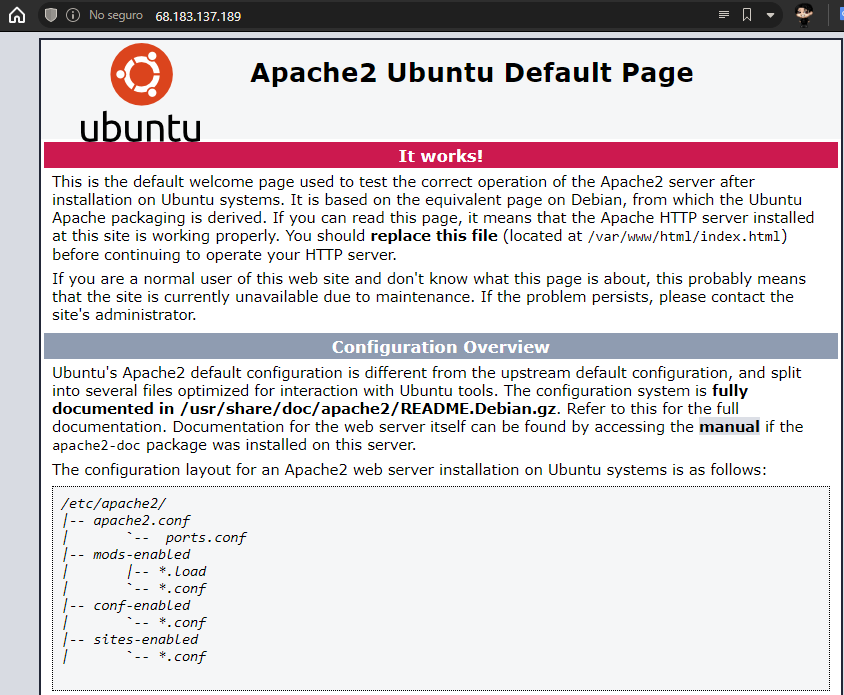 No seguro 68.183.137.189
Apache2 Ubuntu Default Page
ubuntu
It works!
This is the default welcome page used to test the correct operation of the Apache2 server after
installation on Ubuntu systems. It is based on the equivalent page on Debian, from which the Ubuntu
Apache packaging is derived. If you can read this page, it means that the Apache HTTP server installed
at this site is working properly. You should replace this file (located at /var/www/html/index.html)
before continuing to operate your HTTP server.
If you are a normal user of this web site and don't know what this page is about, this probably means
that the site is currently unavailable due to maintenance. If the problem persists, please contact the
site's administrator.
Configuration Overview
Ubuntu's Apache2 default configuration is different from the upstream default configuration, and split
into several files optimized for interaction with Ubuntu tools. The configuration system is fully
documented in /usr/share/doc/apache2/README.Debian.gz. Refer to this for the full
documentation. Documentation for the web server itself can be found by accessing the manual if the
apache2-doc package was installed on this server.
The configuration layout for an Apache2 web server installation on Ubuntu systems is as follows:
/etc/apache2/
|-- apache2.conf
|       `--  ports.conf
|-- mods-enabled
|       |-- *.load
|       `-- *.conf
|-- conf-enabled
|       `-- *.conf
|-- sites-enabled
|       `-- *.conf